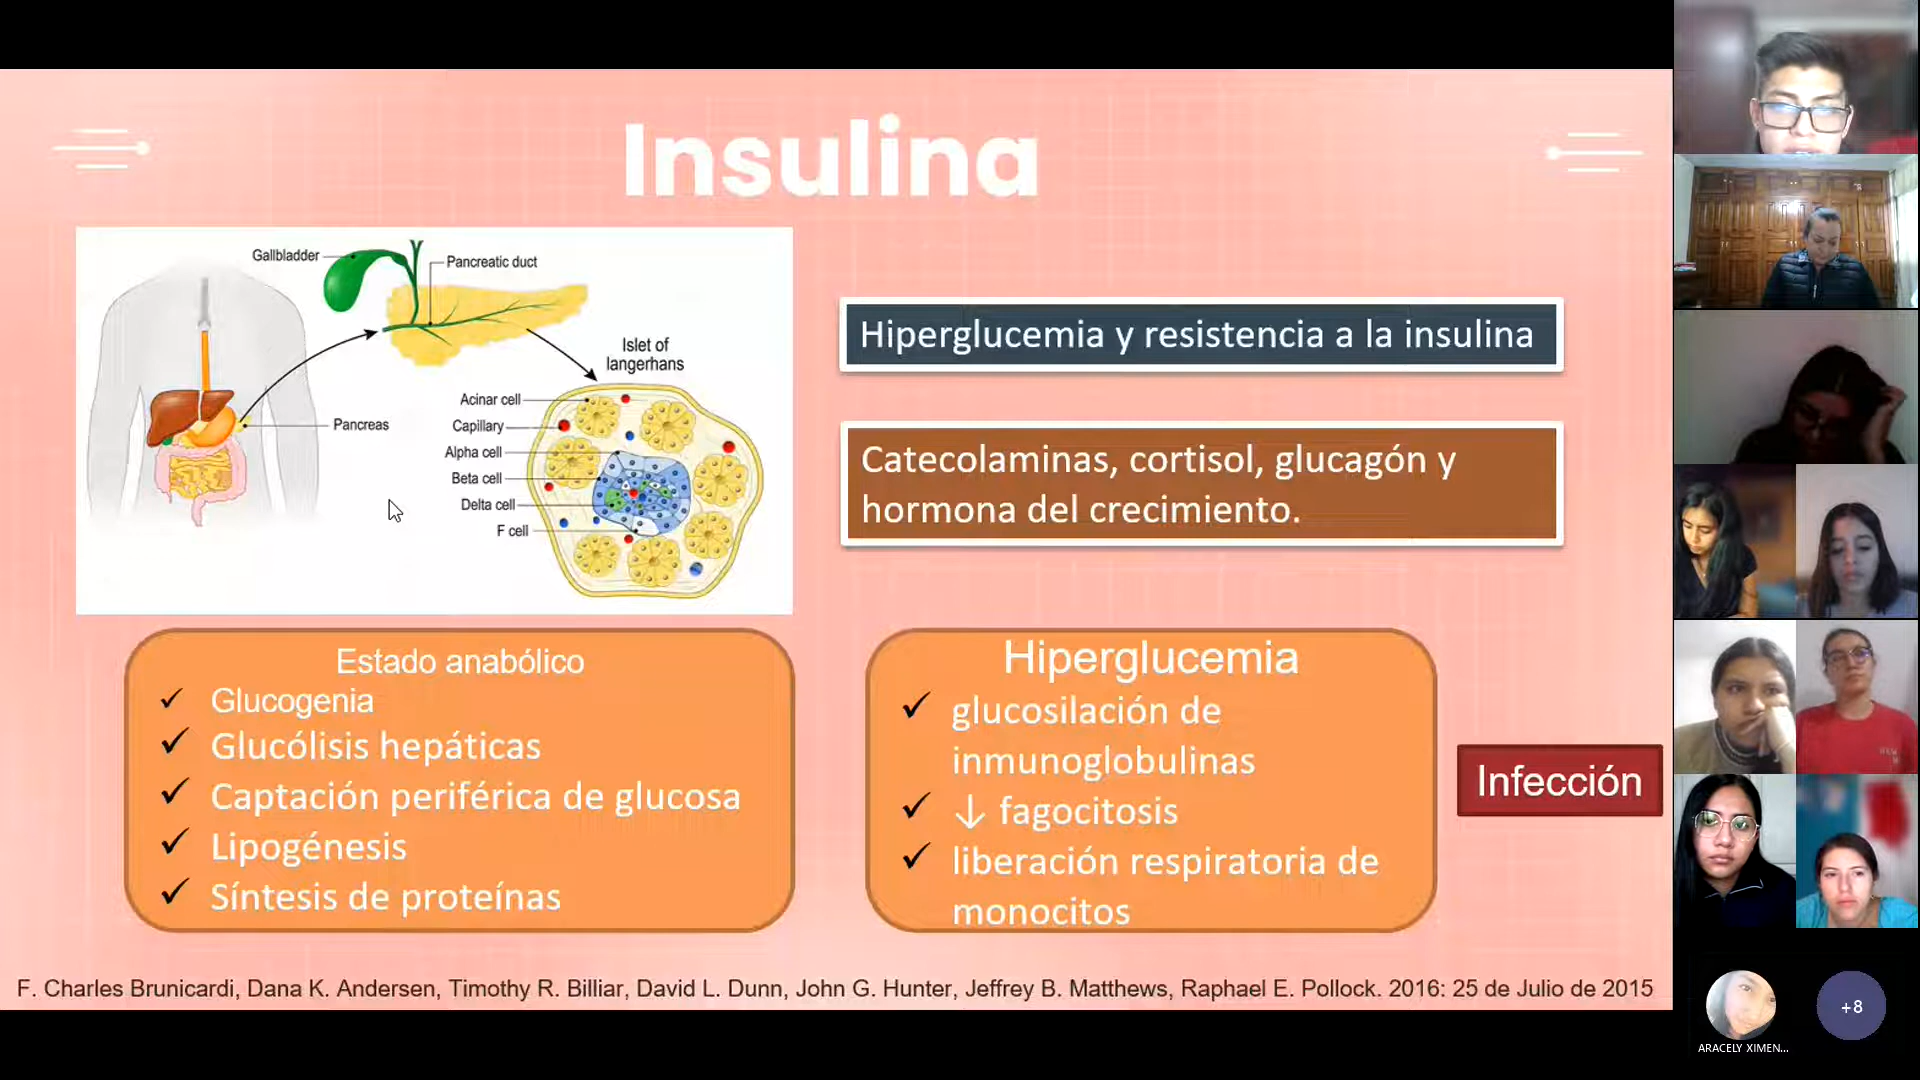 Insulina
Gallbladder
Pancreatic duct
Islet of
langerhans
Acinar cell
Capillary
Alpha cell
Beta cell
Delta cell
F cell
Pancreas
Hiperglucemia y resistencia a la insulina
Catecolaminas, cortisol, glucagón y
hormona del crecimiento.
Estado anabólico
✓ Glucogenia
✓ Glucólisis hepáticas
✓ Captación periférica de glucosa
✓ Lipogénesis
✓ Síntesis de proteínas
Hiperglucemia
✓ glucosilación de
inmunoglobulinas
✓ ↓ fagocitosis
✓ liberación respiratoria de
monocitos
Infección
F. Charles Brunicardi, Dana K. Andersen, Timothy R. Billiar, David L. Dunn, John G. Hunter, Jeffrey B. Matthews, Raphael E. Pollock. 2016: 25 de Julio de 2015
ARACELY XIMEN...
+8